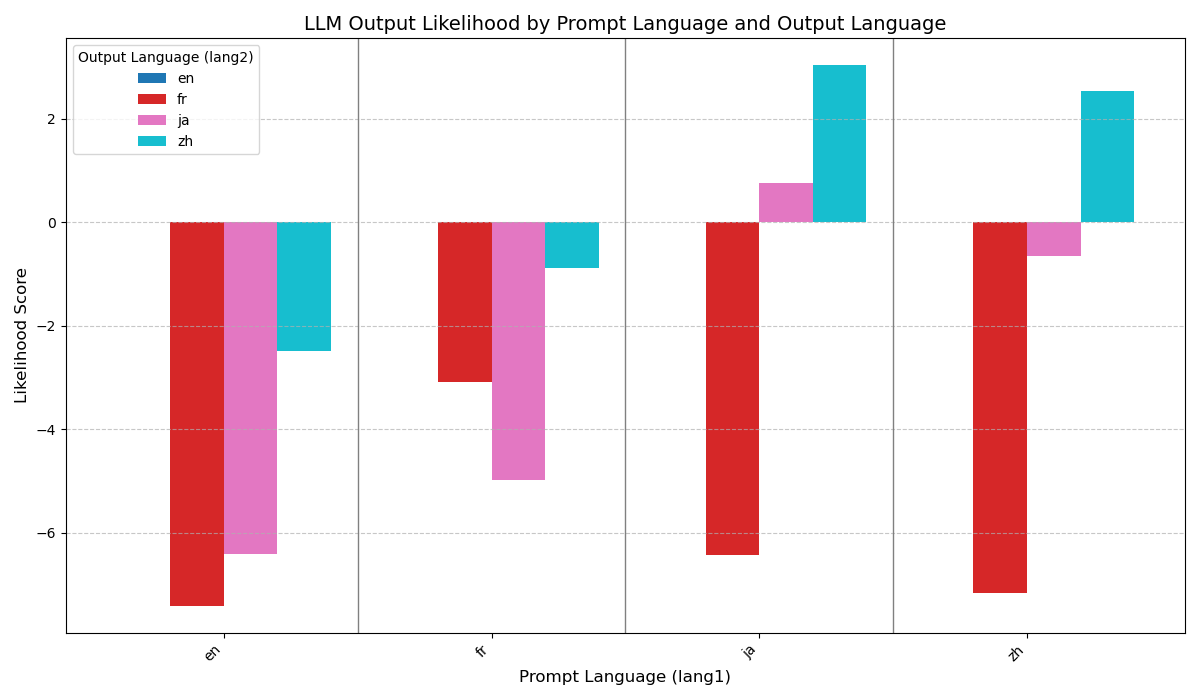 LLM Output Likelihood by Prompt Language and Output Language
Output Language (lang2)
en
fr
ja
zh
Likelihood Score
2
0
−2
−4
−6
en
fr
ja
zh
Prompt Language (lang1)